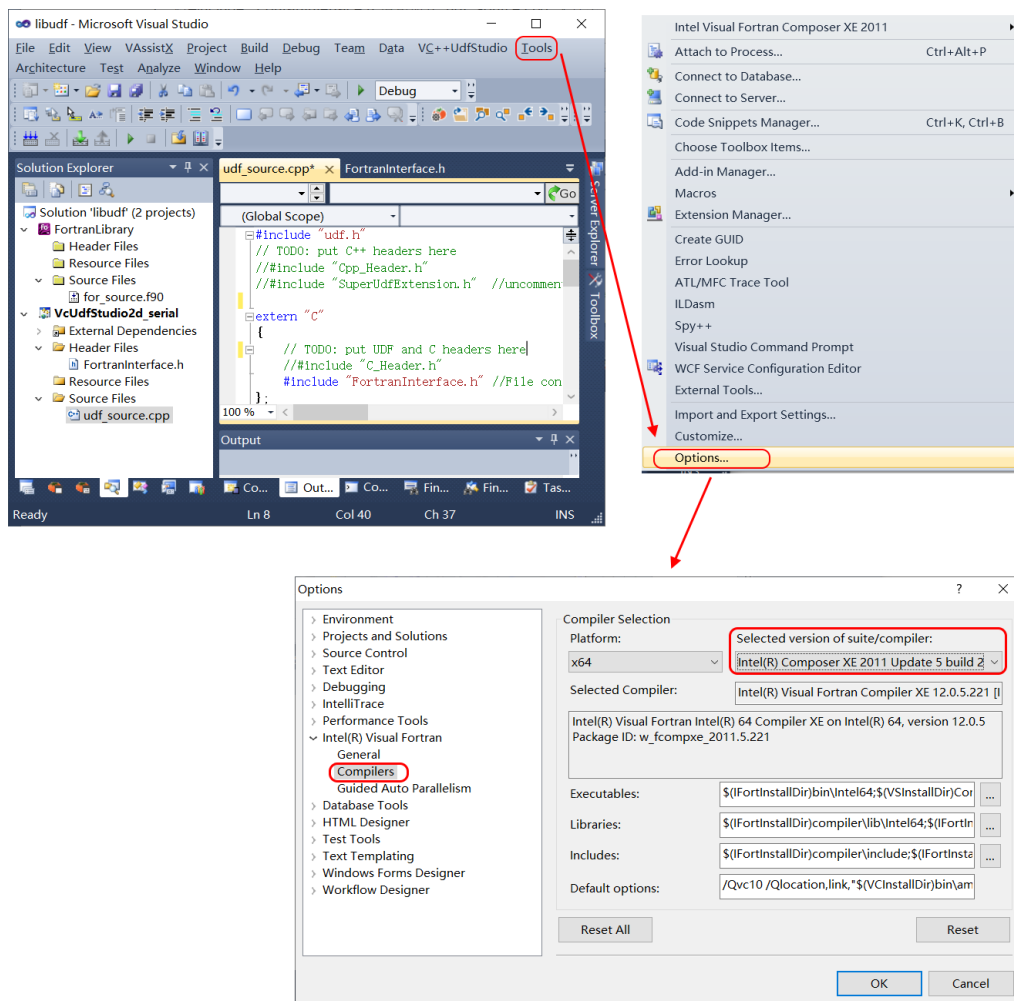 libudf - Microsoft Visual Studio
File Edit View VAssistX Project Build Debug Team Data VC++UdfStudio Tools
Architecture Test Analyze Window Help
Debug
Solution Explorer
Solution 'libudf' (2 projects)
FortranLibrary
Header Files
Resource Files
Source Files
for_source.f90
VcUdfStudio2d_serial
External Dependencies
Header Files
FortranInterface.h
Resource Files
Source Files
udf_source.cpp
udf_source.cpp* FortranInterface.h
Go
(Global Scope)
#include "udf.h"
// TODO: put C++ headers here
//#include "Cpp_Header.h"
//#include "SuperUdfExtension.h" //uncommen
extern "C"
{
// TODO: put UDF and C headers here
//#include "C_Header.h"
#include "FortranInterface.h" //File con
};
100 %
Server Explorer
Toolbox
Output
Co... Out... Co... Fin... Fin... Tas...
Ready Ln 8 Col 40 Ch 37 INS
Intel Visual Fortran Composer XE 2011
Attach to Process... Ctrl+Alt+P
Connect to Database...
Connect to Server...
Code Snippets Manager... Ctrl+K, Ctrl+B
Choose Toolbox Items...
Add-in Manager...
Macros
Extension Manager...
Create GUID
Error Lookup
ATL/MFC Trace Tool
ILDasm
Spy++
Visual Studio Command Prompt
WCF Service Configuration Editor
External Tools...
Import and Export Settings...
Customize...
Options...
Options ?
Environment
Projects and Solutions
Source Control
Text Editor
Debugging
IntelliTrace
Performance Tools
Intel(R) Visual Fortran
General
Compilers
Guided Auto Parallelism
Database Tools
HTML Designer
Test Tools
Text Templating
Windows Forms Designer
Workflow Designer
Compiler Selection
Platform: Selected version of suite/compiler:
x64 Intel(R) Composer XE 2011 Update 5 build 2
Selected Compiler: Intel(R) Visual Fortran Compiler XE 12.0.5.221 [I
Intel(R) Visual Fortran Intel(R) 64 Compiler XE on Intel(R) 64, version 12.0.5
Package ID: w_fcompxe_2011.5.221
Executables: $(IFortInstallDir)bin\Intel64;$(VSInstallDir)Cor ...
Libraries: $(IFortInstallDir)compiler\lib\Intel64;$(IFortIn ...
Includes: $(IFortInstallDir)compiler\include;$(IFortInsta ...
Default options: /Qvc10 /Qlocation,link,"$(VCInstallDir)bin\am
Reset All Reset
OK Cancel